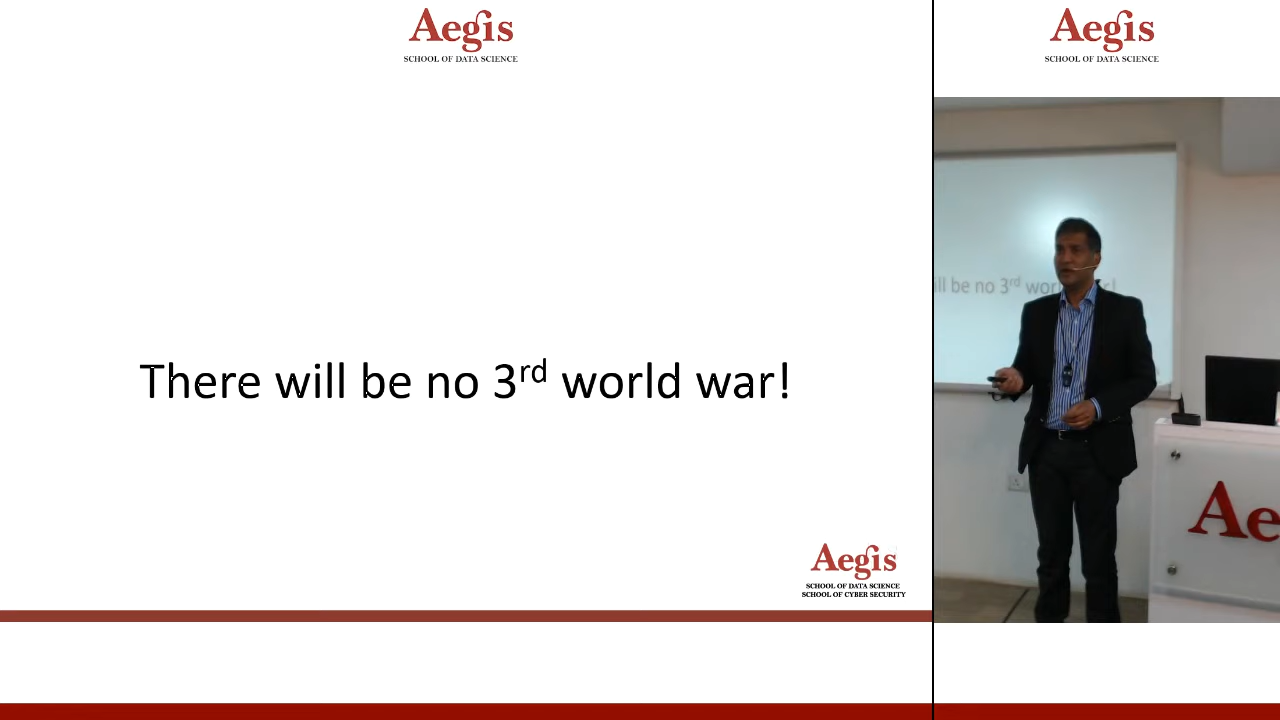 Aegis
SCHOOL OF DATA SCIENCE
There will be no 3rd world war!
Aegis
SCHOOL OF DATA SCIENCE
SCHOOL OF CYBER SECURITY
Aegis
SCHOOL OF DATA SCIENCE
ill be no 3rd wor r!
Ae